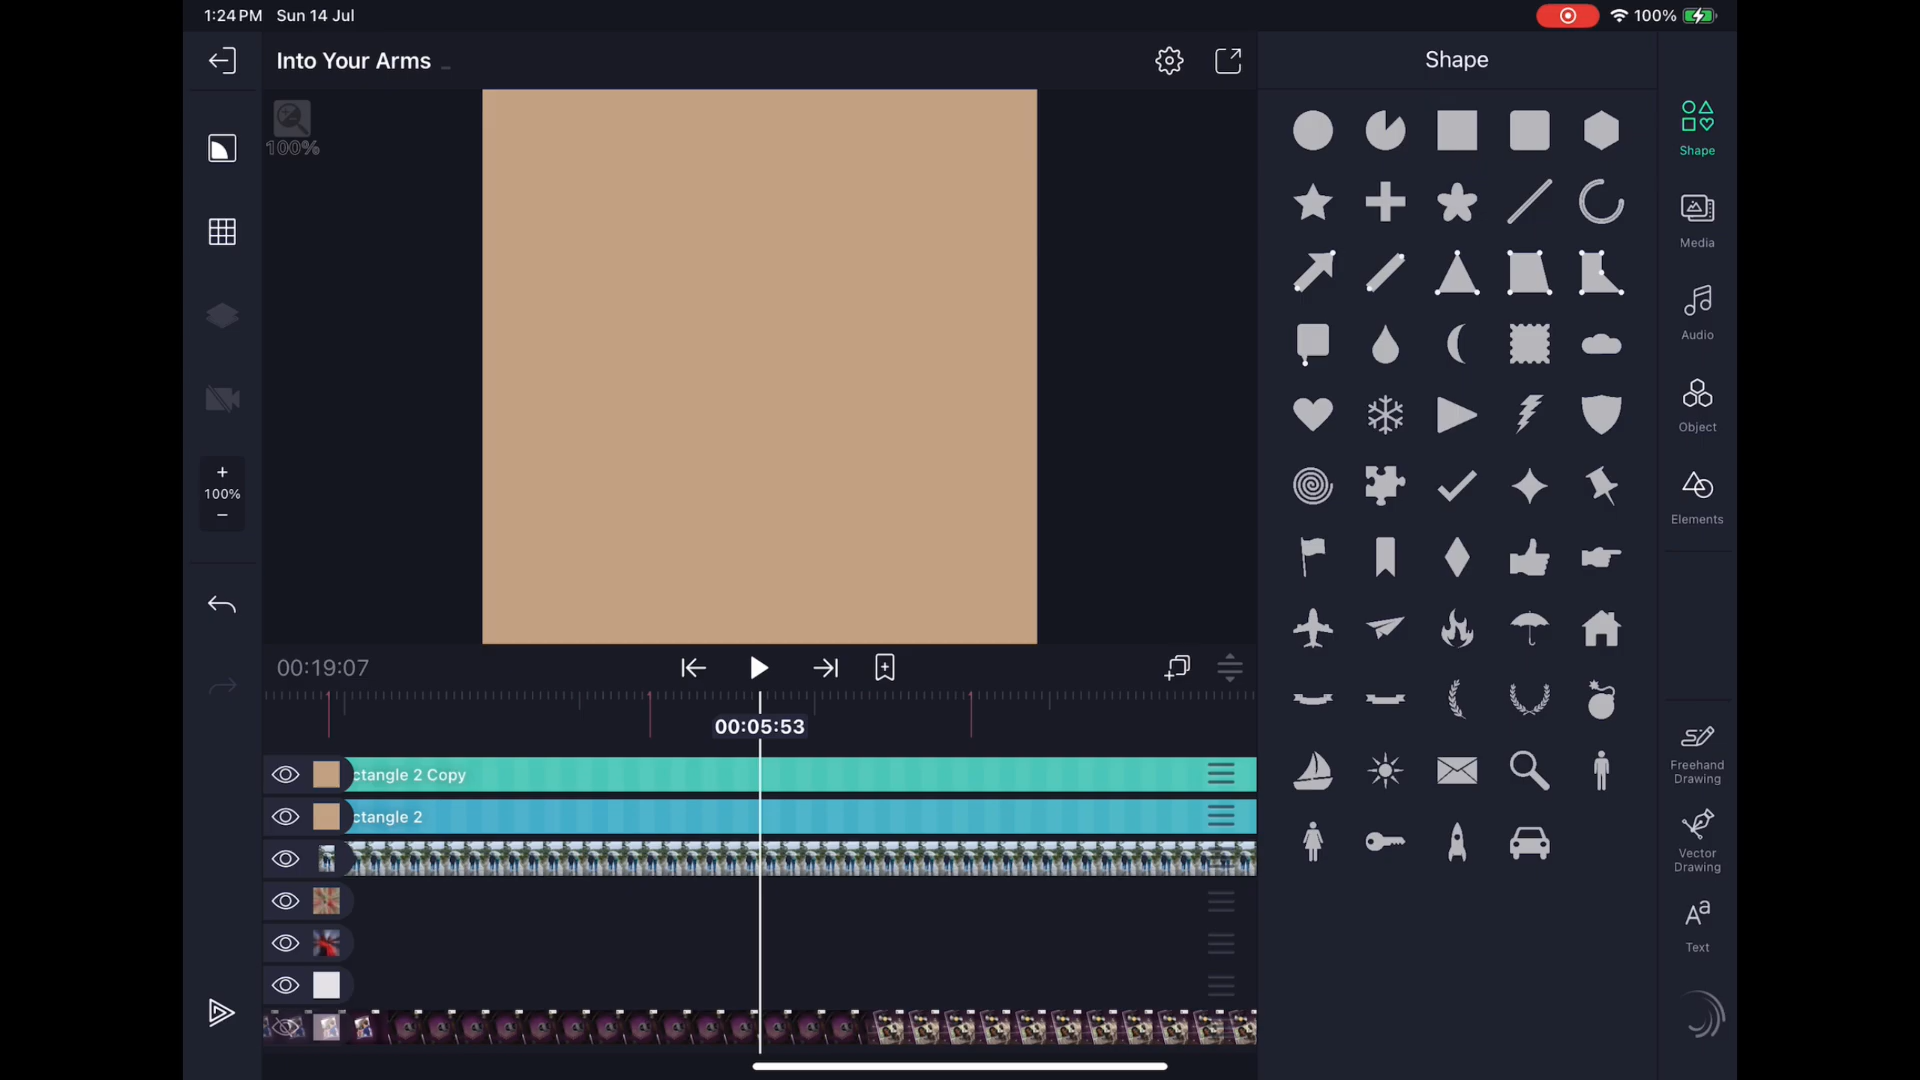 1:24 PM Sun 14 Jul
100%
Into Your Arms
Shape
100%
Shape
Media
Audio
Object
100%
Elements
00:19:07
00:05:53
ctangle 2 Copy
ctangle 2
Freehand
Drawing
Vector
Drawing
Text